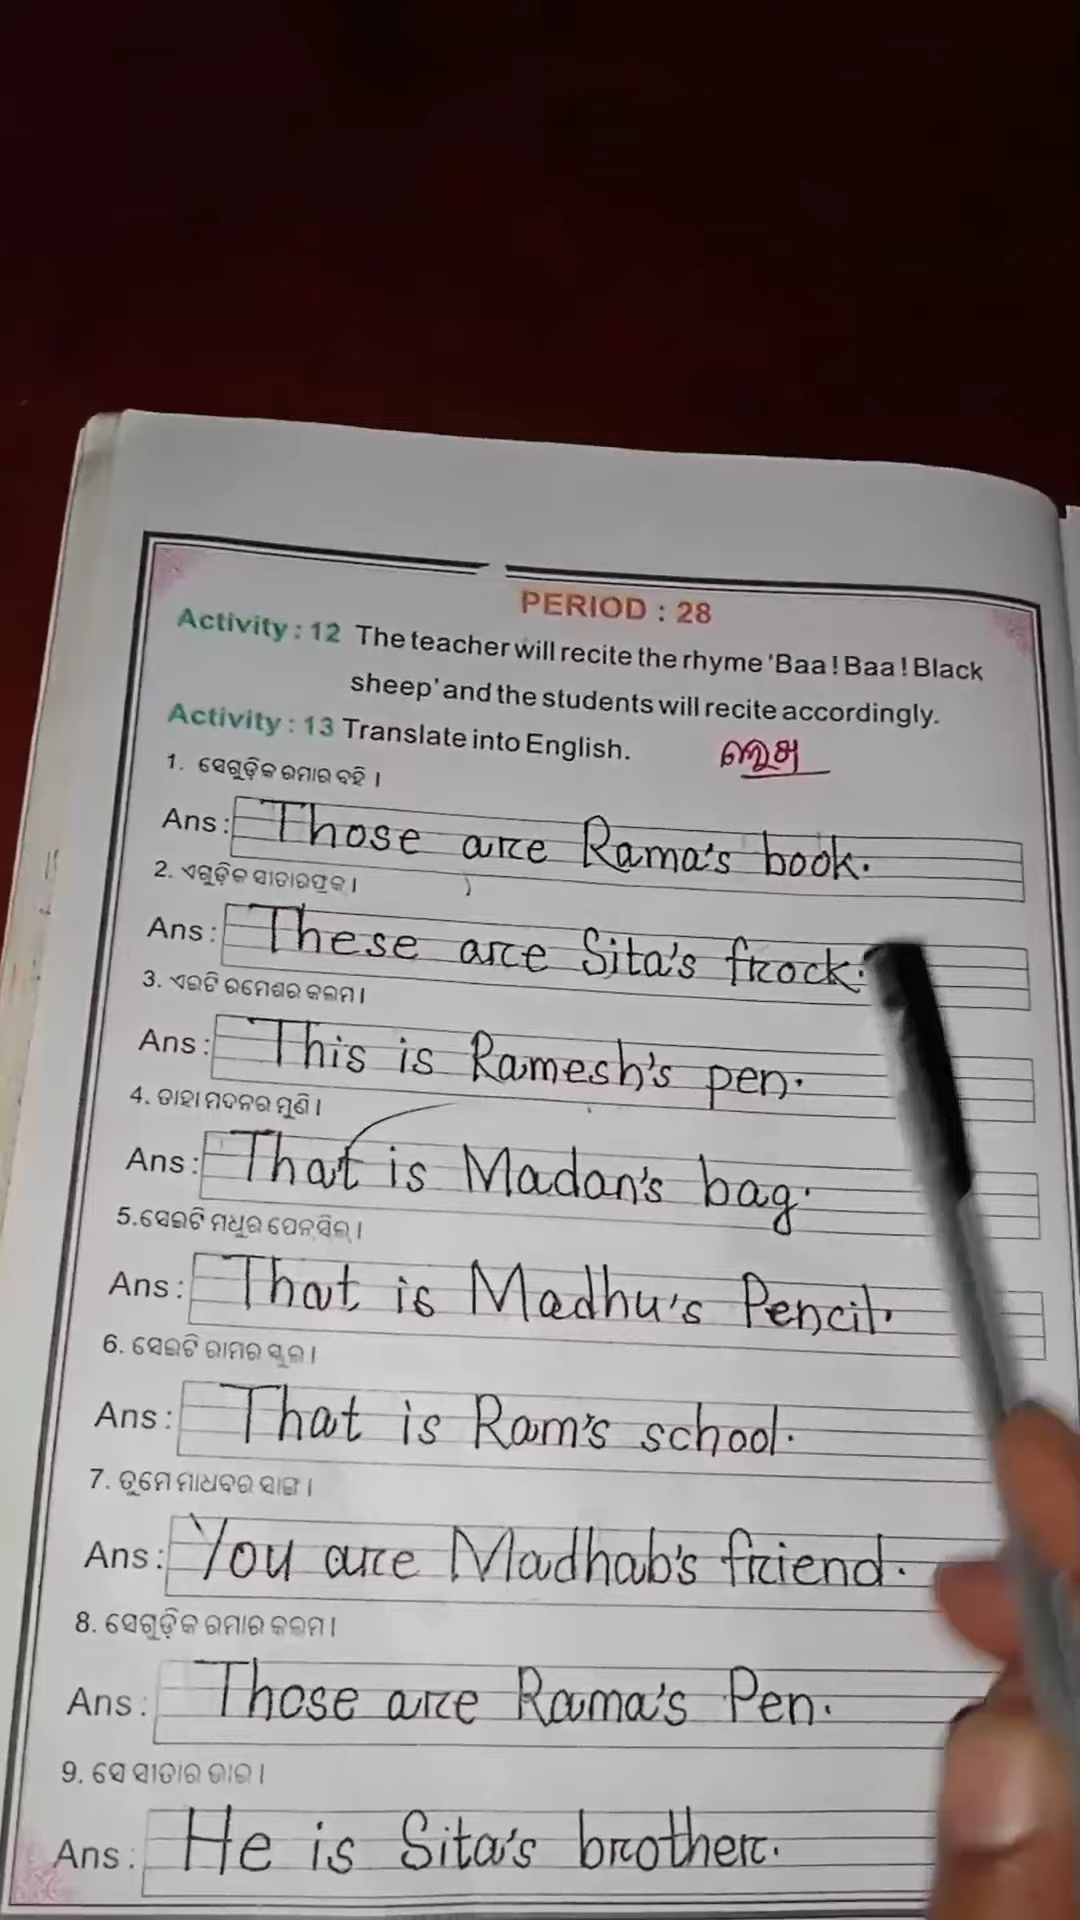 PERIOD : 28
Activity : 12 The teacher will recite the rhyme 'Baa ! Baa ! Black
sheep' and the students will recite accordingly.
Activity : 13 Translate into English.
1. ସେଗୁଡ଼ିକ ରମାର ବହି ।
Ans : Those are Rama's book.
2. ଏଗୁଡ଼ିକ ସୀତାର ଫ୍ରକ୍ ।
Ans : These are Sita's frock.
3. ଏଇଟି ରମେଶର କଲମ ।
Ans : This is Ramesh's pen.
4. ତାହା ମଦନର ମୁଣି ।
Ans : That is Madan's bag.
5. ସେଇଟି ମଧୁର ପେନ୍‌ସିଲ୍ ।
Ans : That is Madhu's Pencil.
6. ସେଇଟି ରାମର ସ୍କୁଲ ।
Ans : That is Ram's school.
7. ତୁମେ ମାଧବର ସାଙ୍ଗ ।
Ans : You are Madhab's friend.
8. ସେଗୁଡ଼ିକ ରମାର କଲମ ।
Ans : Those are Rama's Pen.
9. ସେ ସୀତାର ଭାଇ ।
Ans : He is Sita's brother.